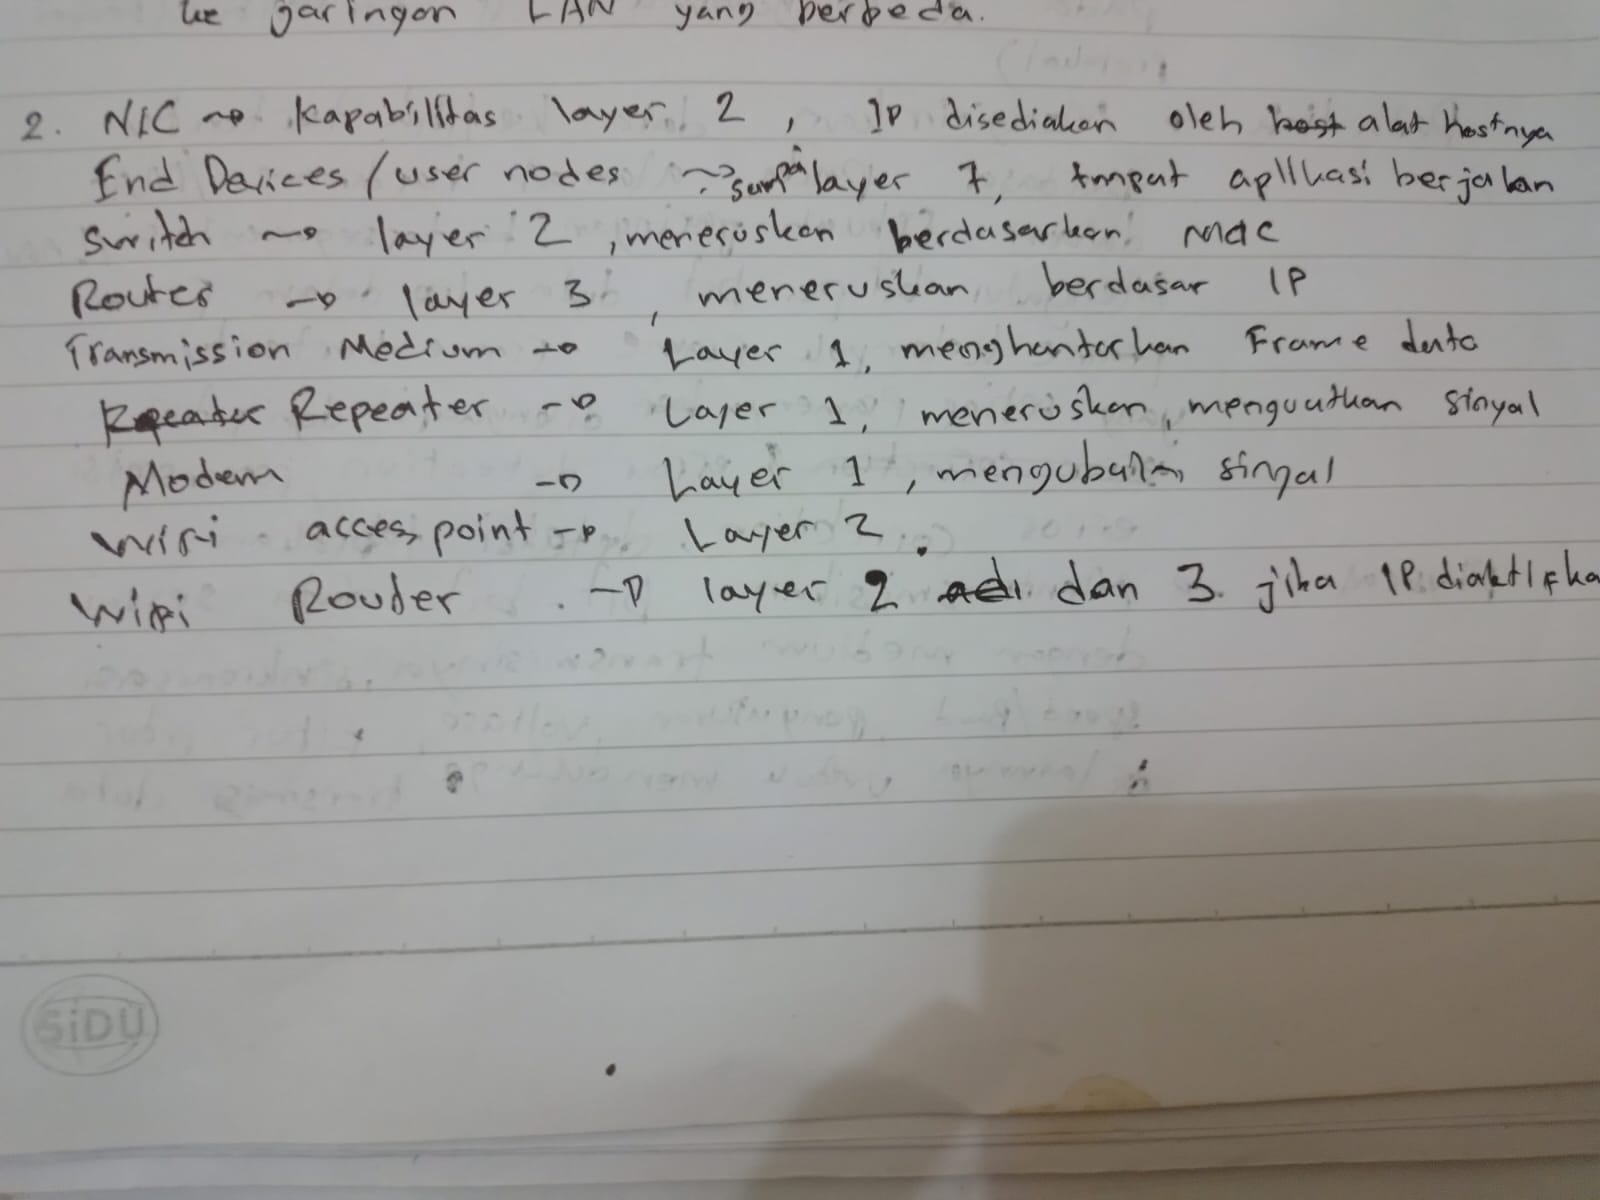 ke jaringan LAN yang berbeda.
2. NIC → kapabilitas layer 2, IP disediakan oleh host alat hostnya
End Devices / user nodes → sampai layer 7, tmpat aplikasi berjalan
Switch → layer 2, meneruskan berdasarkan MAC
Router → layer 3, meneruskan berdasar IP
Transmission Medium → Layer 1, menghantarkan Frame data
Repeater Repeater → Layer 1, meneruskan, menguatkan sinyal
Modem → Layer 1, mengubah sinyal
Wifi acces point → Layer 2.
Wifi Router → layer 2 adi dan 3 jika IP diaktifka
SiDU